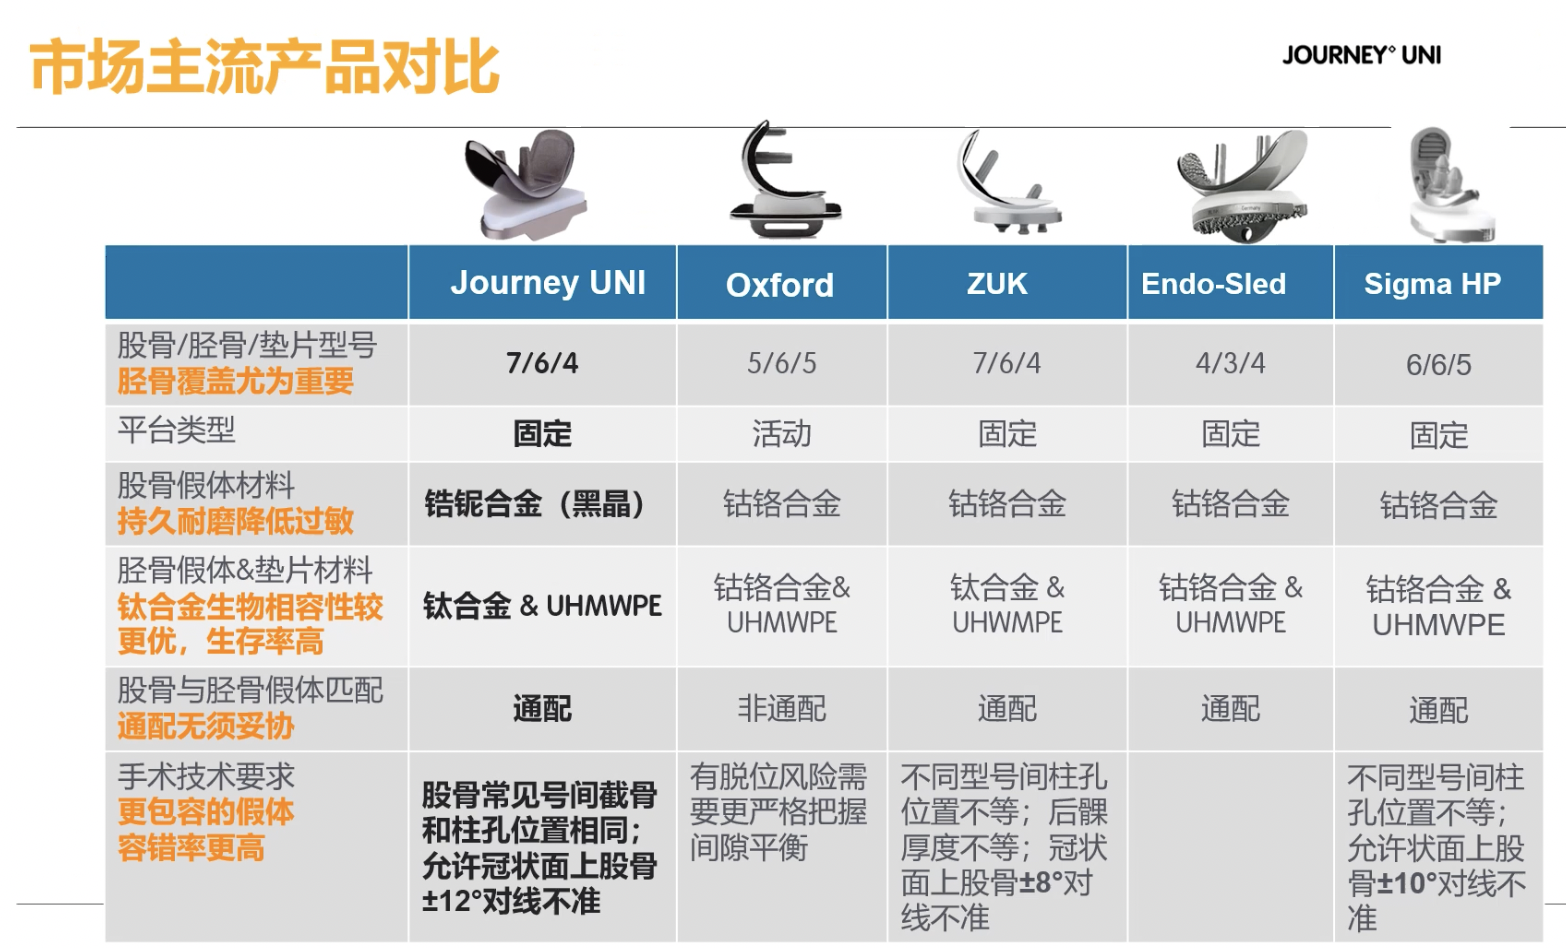 市场主流产品对比
JOURNEY◊ UNI
Journey UNI
Oxford
ZUK
Endo-Sled
Sigma HP
股骨/胫骨/垫片型号
胫骨覆盖尤为重要
7/6/4
5/6/5
7/6/4
4/3/4
6/6/5
平台类型
固定
活动
固定
固定
固定
股骨假体材料
持久耐磨降低过敏
锆铌合金（黑晶）
钴铬合金
钴铬合金
钴铬合金
钴铬合金
胫骨假体&垫片材料
钛合金生物相容性较
更优，生存率高
钛合金 & UHMWPE
钴铬合金&
UHMWPE
钛合金 &
UHWMPE
钴铬合金 &
UHMWPE
钴铬合金 &
UHMWPE
股骨与胫骨假体匹配
通配无须妥协
通配
非通配
通配
通配
通配
手术技术要求
更包容的假体
容错率更高
股骨常见号间截骨
和柱孔位置相同；
允许冠状面上股骨
±12°对线不准
有脱位风险需
要更严格把握
间隙平衡
不同型号间柱孔
位置不等；后髁
厚度不等；冠状
面上股骨±8°对
线不准
不同型号间柱
孔位置不等；
允许状面上股
骨±10°对线不
准